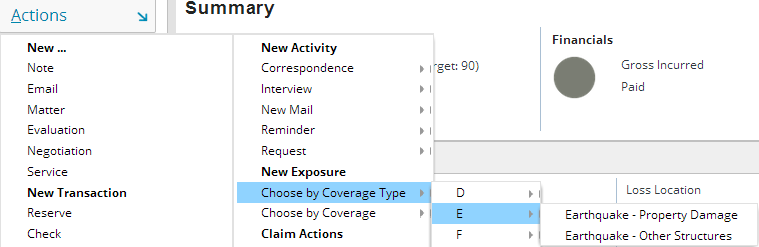 Actions
Summary
New ...
Note
Email
Matter
Evaluation
Negotiation
Service
New Transaction
Reserve
Check
New Activity
Correspondence
Interview
New Mail
Reminder
Request
New Exposure
Choose by Coverage Type
Choose by Coverage
Claim Actions
D
E
F
Earthquake - Property Damage
Earthquake - Other Structures
rget: 90)
Financials
Gross Incurred
Paid
Loss Location